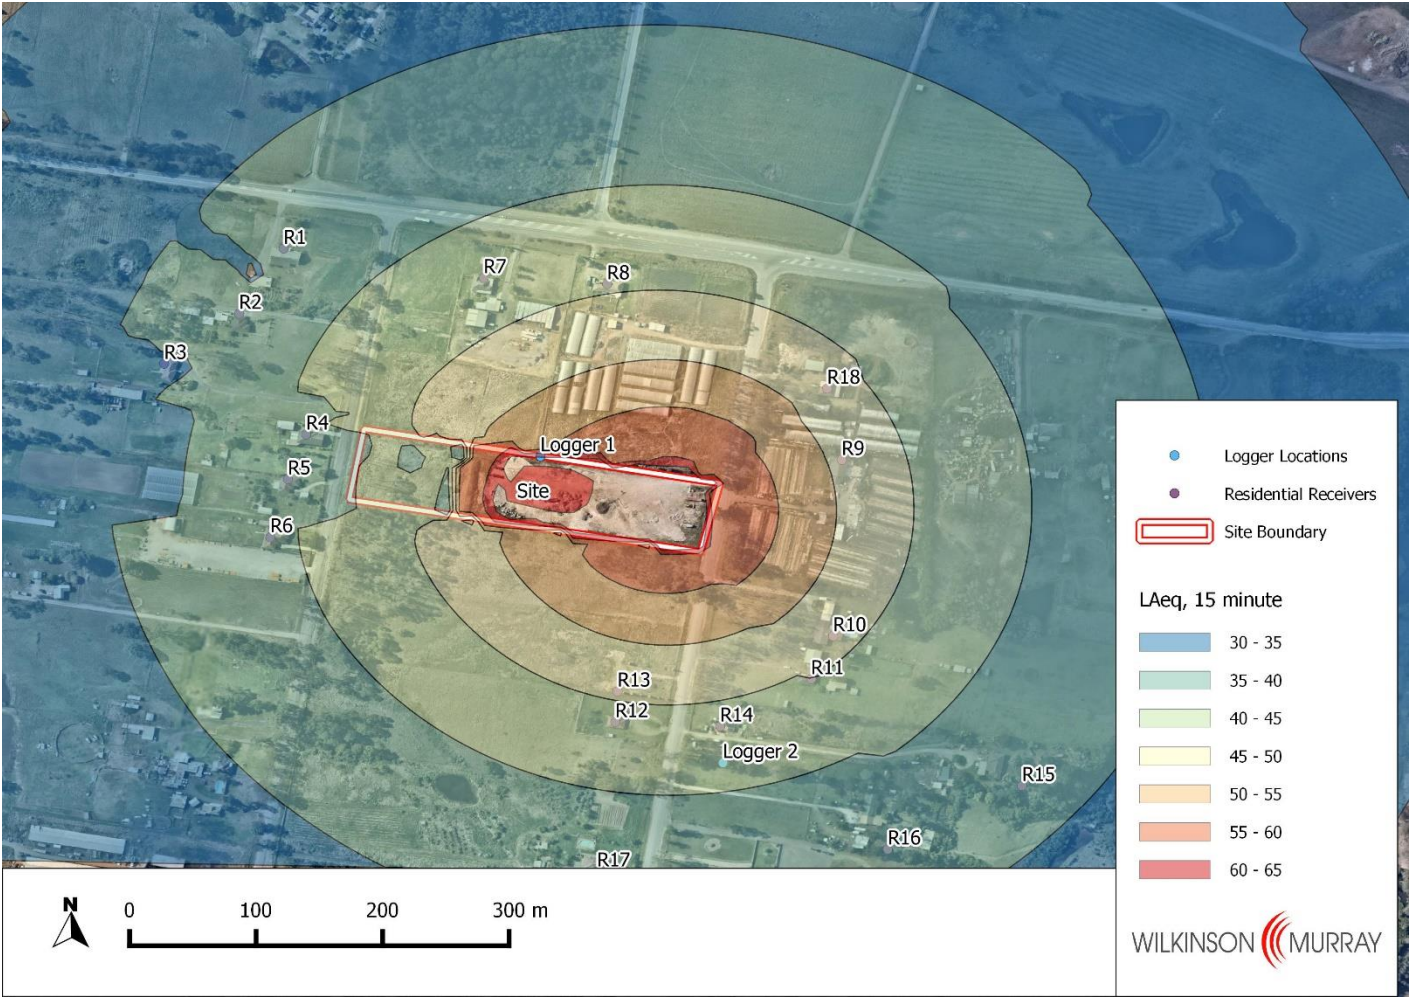 R1
R7
R8
R2
R3
R18
R4
R9
Logger 1
R5
Site
R6
R10
R11
R13
R12
R14
Logger 2
R15
R16
R17
Logger Locations
Residential Receivers
Site Boundary
LAeq, 15 minute
30 - 35
35 - 40
40 - 45
45 - 50
50 - 55
55 - 60
60 - 65
N
0 100 200 300 m
WILKINSON MURRAY